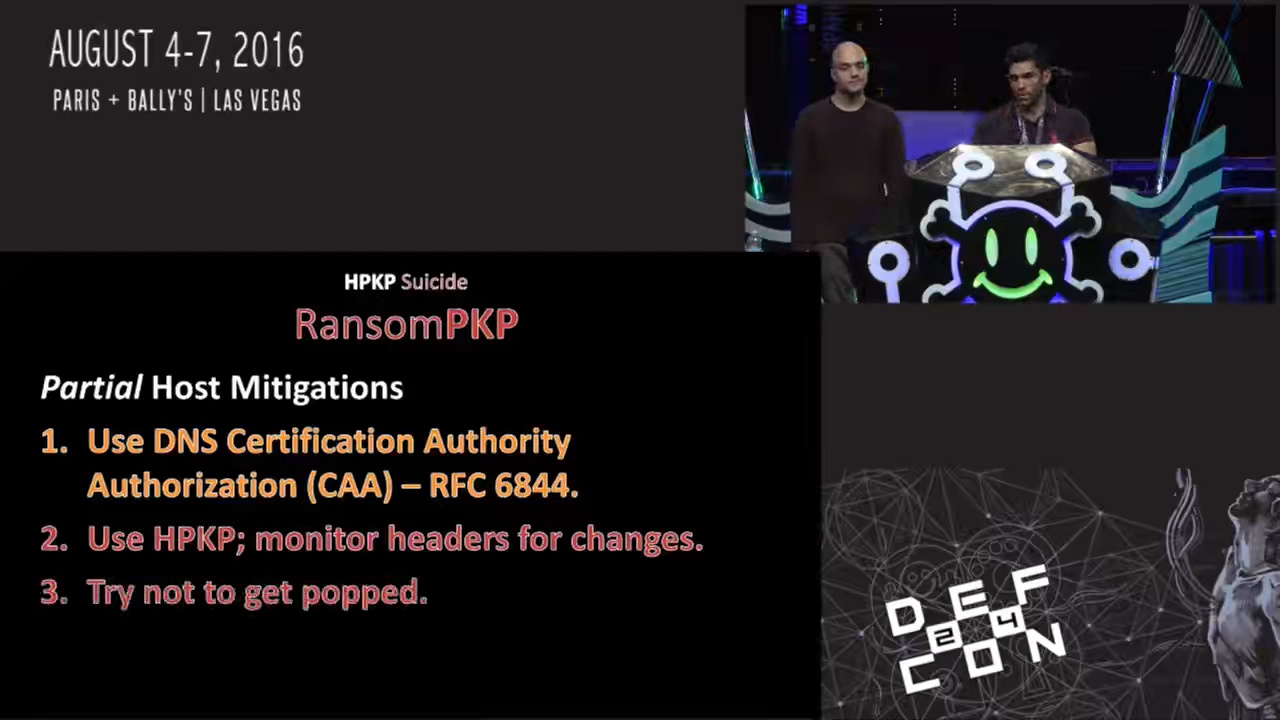 AUGUST 4-7, 2016
PARIS + BALLY'S | LAS VEGAS
HPKP Suicide
RansomPKP
Partial Host Mitigations
1. Use DNS Certification Authority
Authorization (CAA) – RFC 6844.
2. Use HPKP; monitor headers for changes.
3. Try not to get popped.
DEF
24
CON